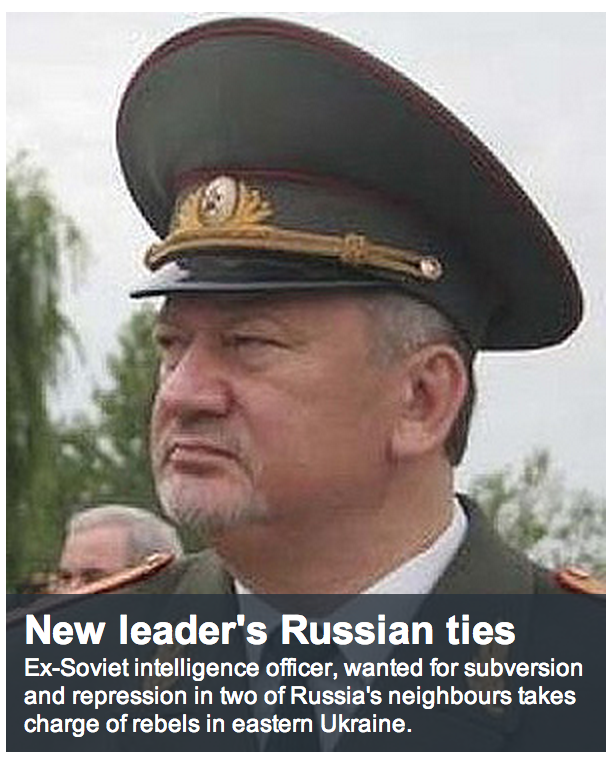 New leader's Russian ties
Ex-Soviet intelligence officer, wanted for subversion
and repression in two of Russia's neighbours takes
charge of rebels in eastern Ukraine.